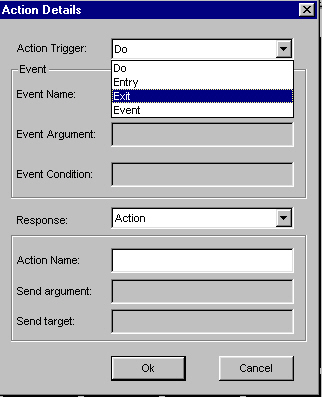 Action Details
Action Trigger: Do
Do
Event
Entry
Event Name: Exit
Event
Event Argument:
Event Condition:
Response: Action
Action Name:
Send argument:
Send target:
Ok Cancel